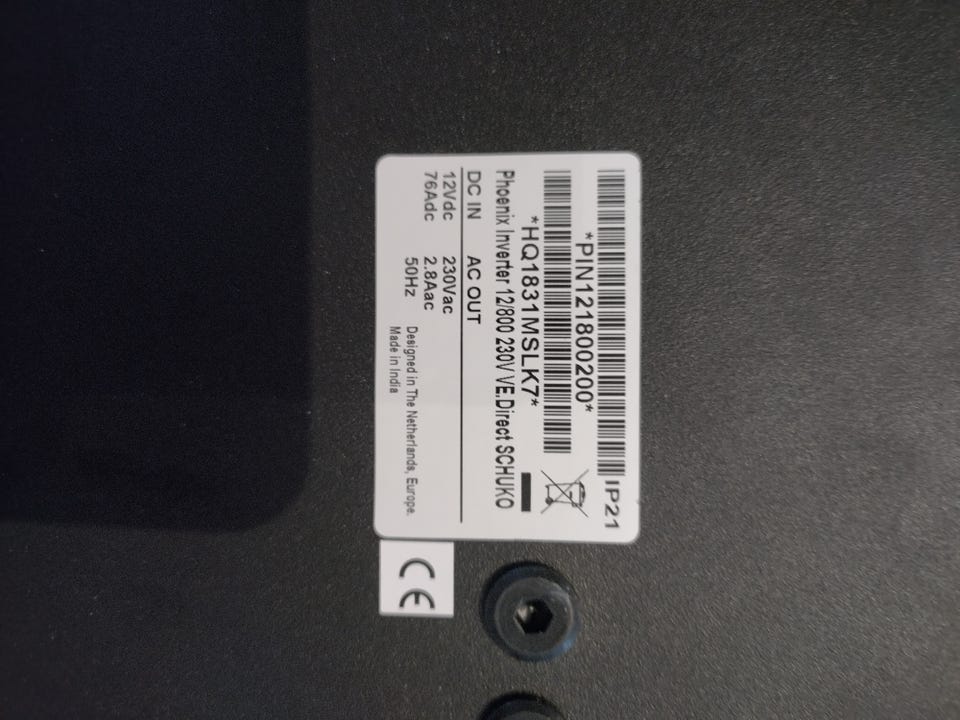 *PIN121800200*
IP21
*HQ1831MSLK7*
Phoenix Inverter 12/800 230V VE.Direct SCHUKO
DC IN AC OUT
12Vdc 230Vac
76Adc 2.8Aac
50Hz
Designed in The Netherlands, Europe.
Made in India
CE